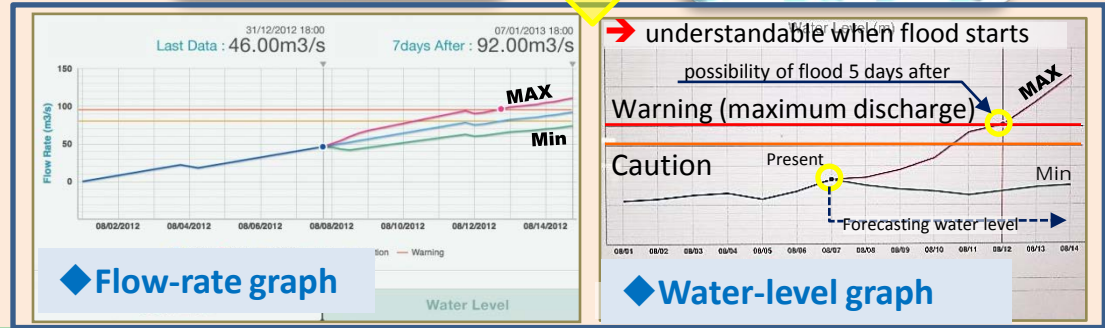 31/12/2012 18:00
Last Data : 46.00m3/s
07/01/2013 18:00
7days After : 92.00m3/s
150
100
50
0
Flow Rate (m3/s)
MAX
Min
08/02/2012 08/04/2012 08/06/2012 08/08/2012 08/10/2012 08/12/2012 08/14/2012
Warning
◆Flow-rate graph
Water Level
Water Level (m)
➔ understandable when flood starts
possibility of flood 5 days after
MAX
Warning (maximum discharge)
Caution
Present
Min
Forecasting water level
08/01 08/02 08/03 08/04 08/05 08/06 08/07 08/08 08/09 08/10 08/11 08/12 08/13 08/14
◆Water-level graph